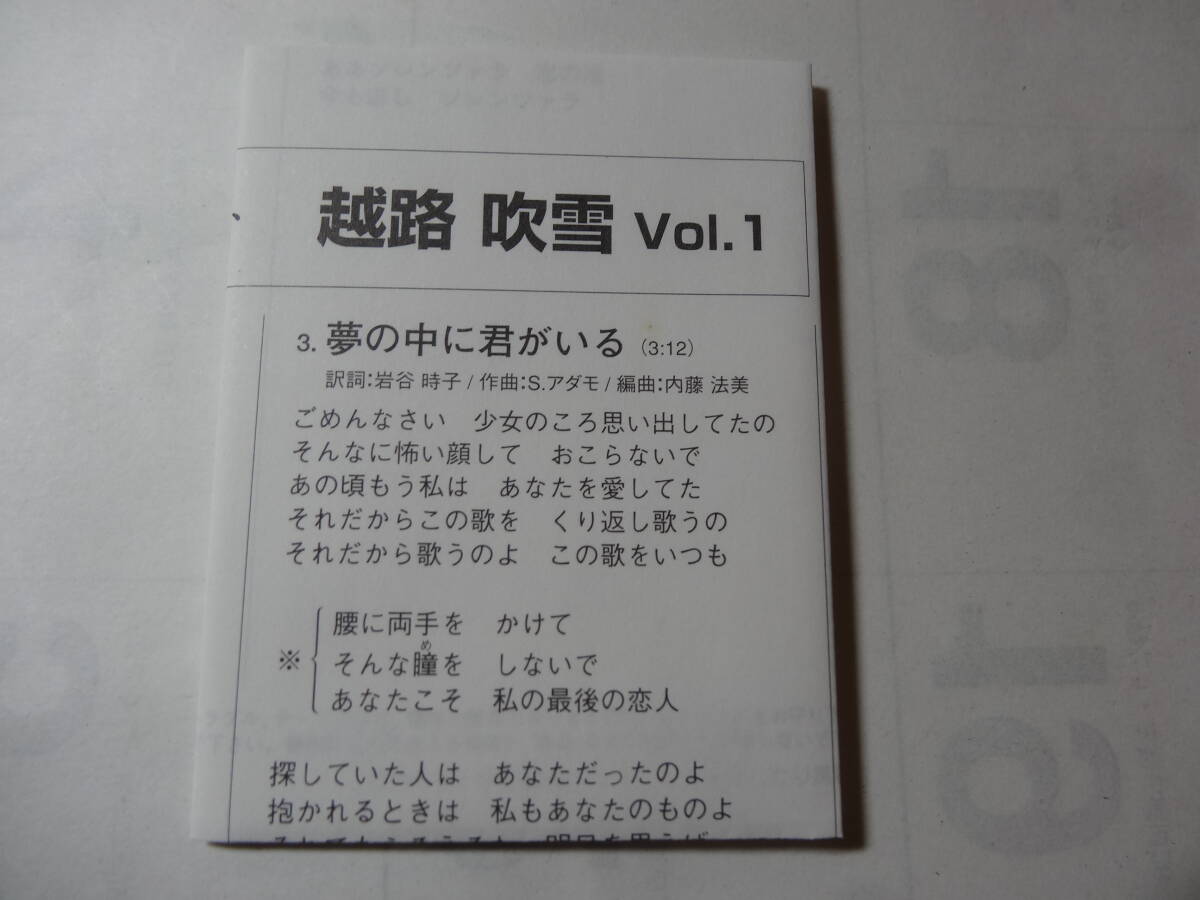 越路 吹雪 Vol.1
3. 夢の中に君がいる (3:12)
訳詞:岩谷 時子 / 作曲:S.アダモ / 編曲:内藤 法美
ごめんなさい　少女のころ思い出してたの
そんなに怖い顔して　おこらないで
あの頃もう私は　あなたを愛してた
それだからこの歌を　くり返し歌うの
それだから歌うのよ　この歌をいつも
腰に両手を　かけて
め
※ そんな瞳を　しないで
あなたこそ　私の最後の恋人
探していた人は　あなただったのよ
抱かれるときは　私もあなたのものよ